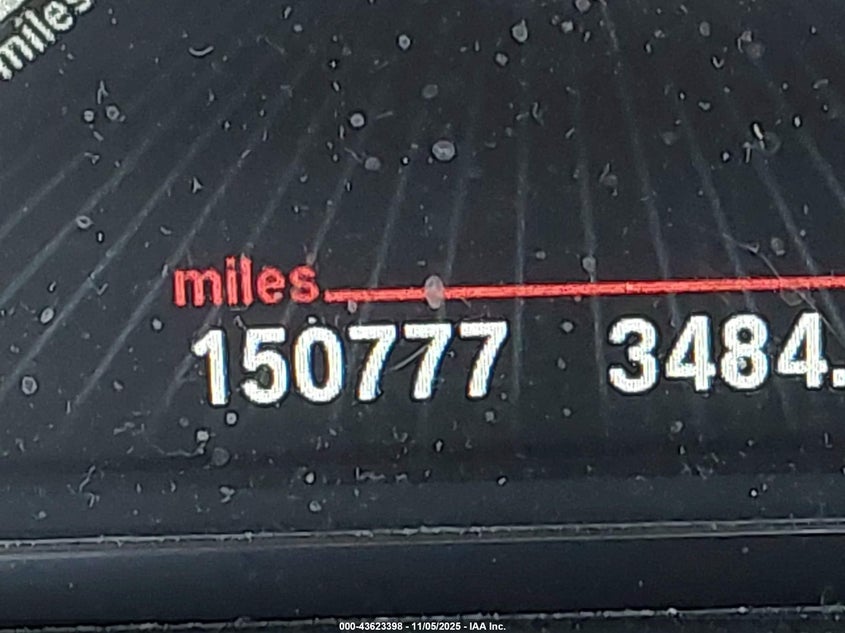 miles
miles
150777 3484.
000-43623398 - 11/05/2025 - IAA Inc.